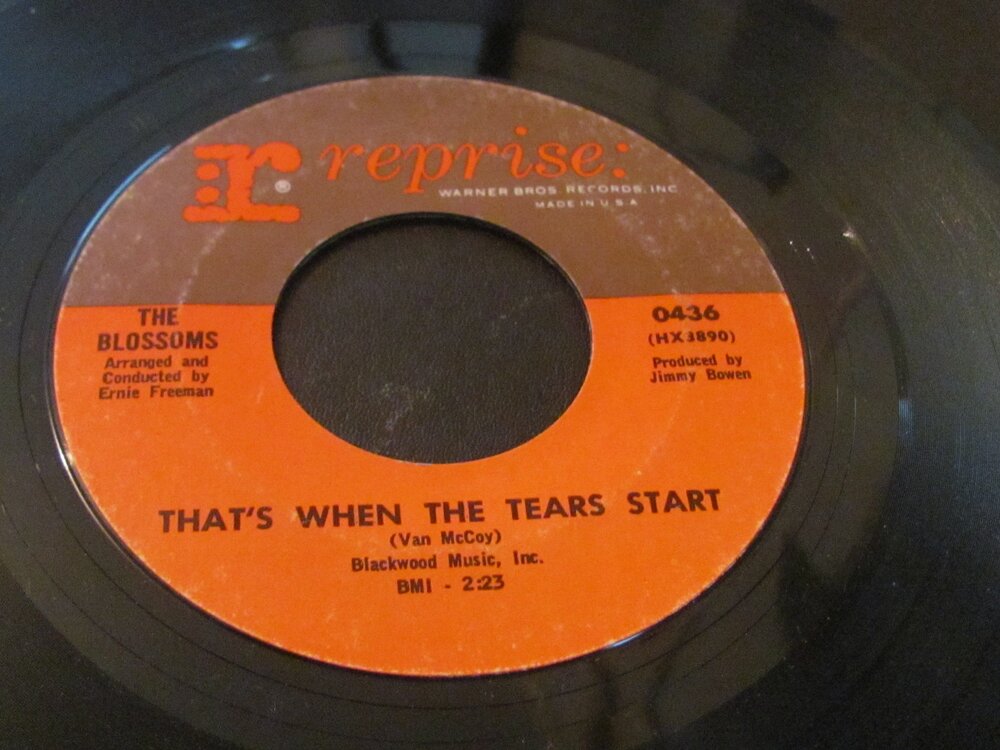 r® reprise:
WARNER BROS. RECORDS, INC
MADE IN U.S.A
THE
BLOSSOMS
Arranged and
Conducted by
Ernie Freeman
0436
(HX3890)
Produced by
Jimmy Bowen
THAT'S WHEN THE TEARS START
(Van McCoy)
Blackwood Music, Inc.
BMI - 2:23